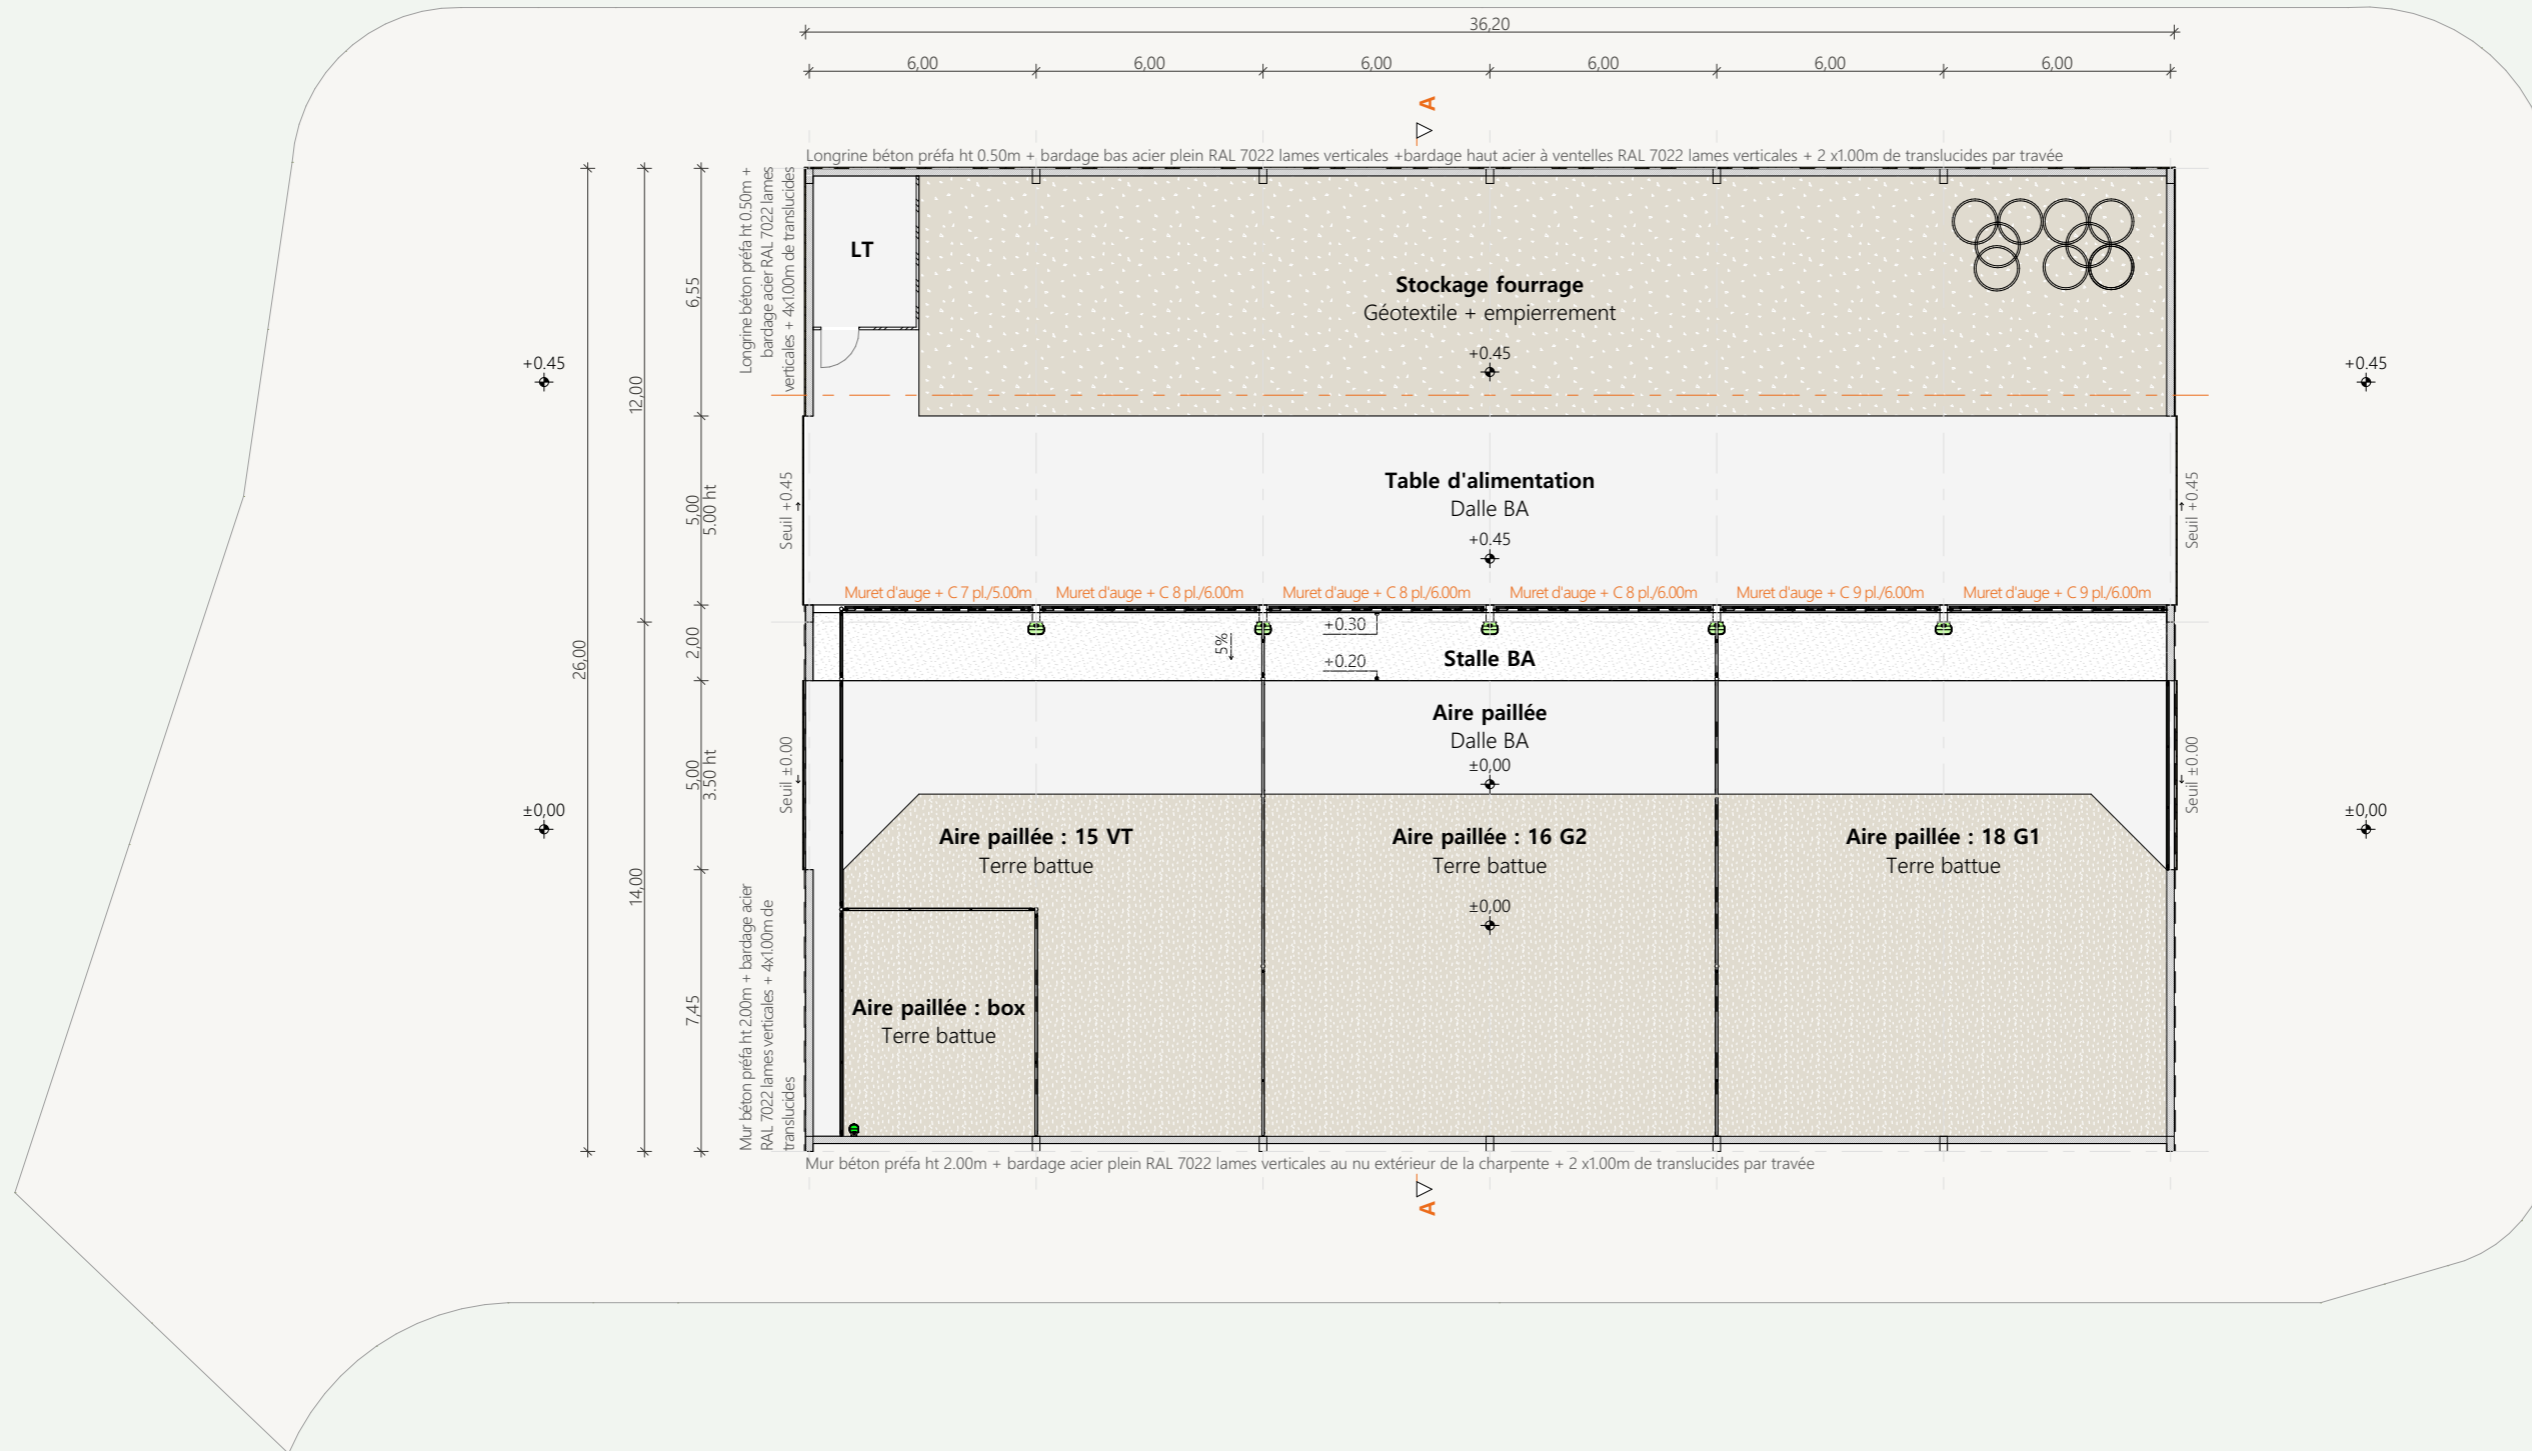 36,20
6,00 6,00 6,00 6,00 6,00 6,00
A
Longrine béton préfa ht 0.50m + bardage bas acier plein RAL 7022 lames verticales +bardage haut acier à ventelles RAL 7022 lames verticales + 2 x1.00m de translucides par travée
Longrine béton préfa ht 0.50m +
bardage acier RAL 7022 lames
verticales + 4x1.00m de translucides
LT
Stockage fourrage
Géotextile + empierrement
+0.45
6,55
12,00
+0.45
+0.45
Table d'alimentation
Dalle BA
+0.45
Seuil +0.45
Seuil +0.45
5,00
5.00 ht
Muret d'auge + C 7 pl./5.00m
Muret d'auge + C 8 pl./6.00m
Muret d'auge + C 8 pl./6.00m
Muret d'auge + C 8 pl./6.00m
Muret d'auge + C 9 pl./6.00m
Muret d'auge + C 9 pl./6.00m
26,00
2,00
5%
+0.30
+0.20
Stalle BA
Aire paillée
Dalle BA
±0,00
5,00
3.50 ht
Seuil ±0.00
Seuil ±0.00
±0,00
±0,00
Aire paillée : 15 VT
Terre battue
Aire paillée : 16 G2
Terre battue
±0,00
Aire paillée : 18 G1
Terre battue
14,00
7,45
Mur béton préfa ht 2.00m + bardage acier
RAL 7022 lames verticales + 4x1.00m de
translucides
Aire paillée : box
Terre battue
Mur béton préfa ht 2.00m + bardage acier plein RAL 7022 lames verticales au nu extérieur de la charpente + 2 x1.00m de translucides par travée
A